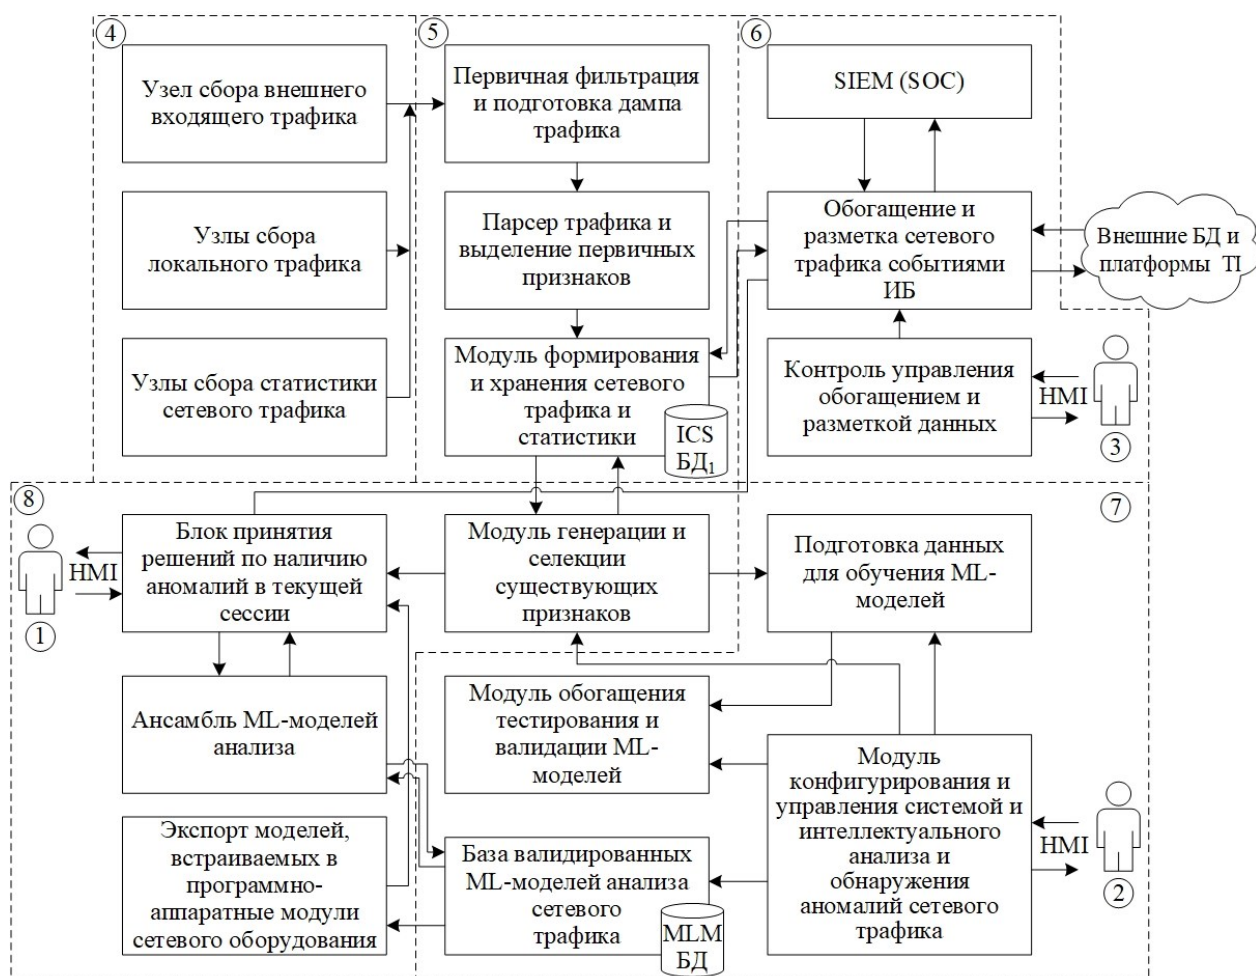 4
Узел сбора внешнего
входящего трафика
Узлы сбора
локального трафика
Узлы сбора статистики
сетевого трафика
5
Первичная фильтрация
и подготовка дампа
трафика
Парсер трафика и
выделение первичных
признаков
Модуль формирования
и хранения сетевого
трафика и
статистики
ICS
БД1
6
SIEM (SOC)
Обогащение и
разметка сетевого
трафика событиями
ИБ
Внешние БД и
платформы TI
Контроль управления
обогащением и
разметкой данных
HMI
3
8
HMI
1
Блок принятия
решений по наличию
аномалий в текущей
сессии
Ансамбль ML-моделей
анализа
Экспорт моделей,
встраиваемых в
программно-
аппаратные модули
сетевого оборудования
Модуль генерации и
селекции
существующих
признаков
7
Подготовка данных
для обучения ML-
моделей
Модуль обогащения
тестирования и
валидации ML-
моделей
База валидированных
ML-моделей анализа
сетевого
трафика
MLM
БД
Модуль
конфигурирования и
управления системой и
интеллектуального
анализа и
обнаружения
аномалий сетевого
трафика
HMI
2